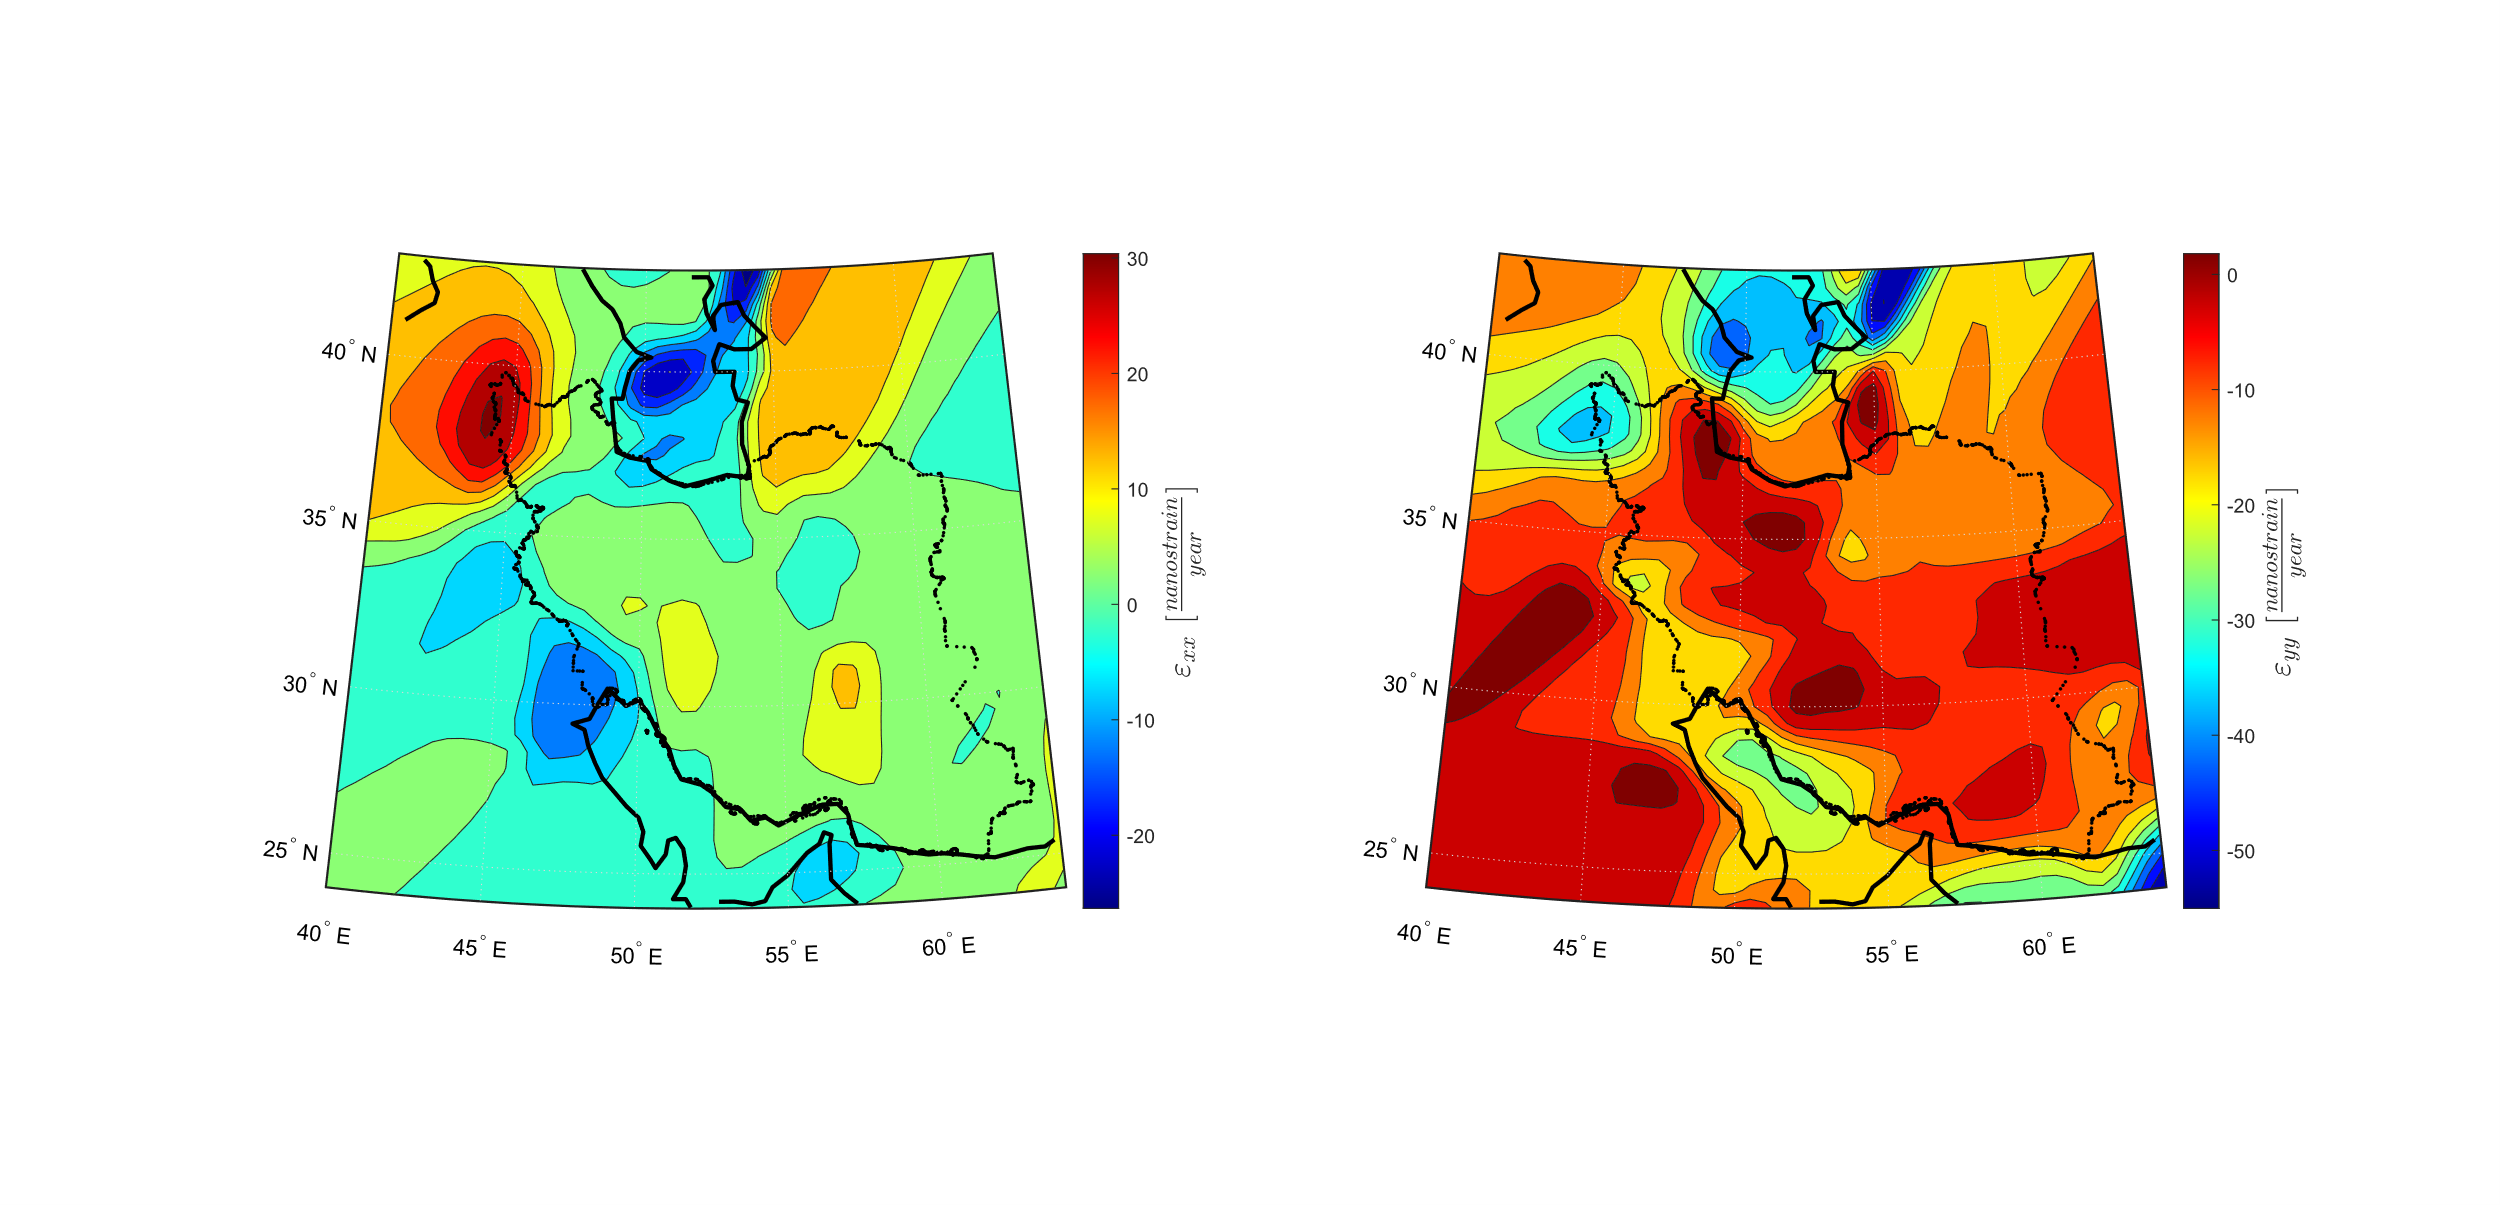 40° N
35° N
30° N
25° N
40° E
45° E
50° E
55° E
60° E
30
20
10
0
-10
-20
εxx [nanostrain/year]
40° N
35° N
30° N
25° N
40° E
45° E
50° E
55° E
60° E
0
-10
-20
-30
-40
-50
εyy [nanostrain/year]